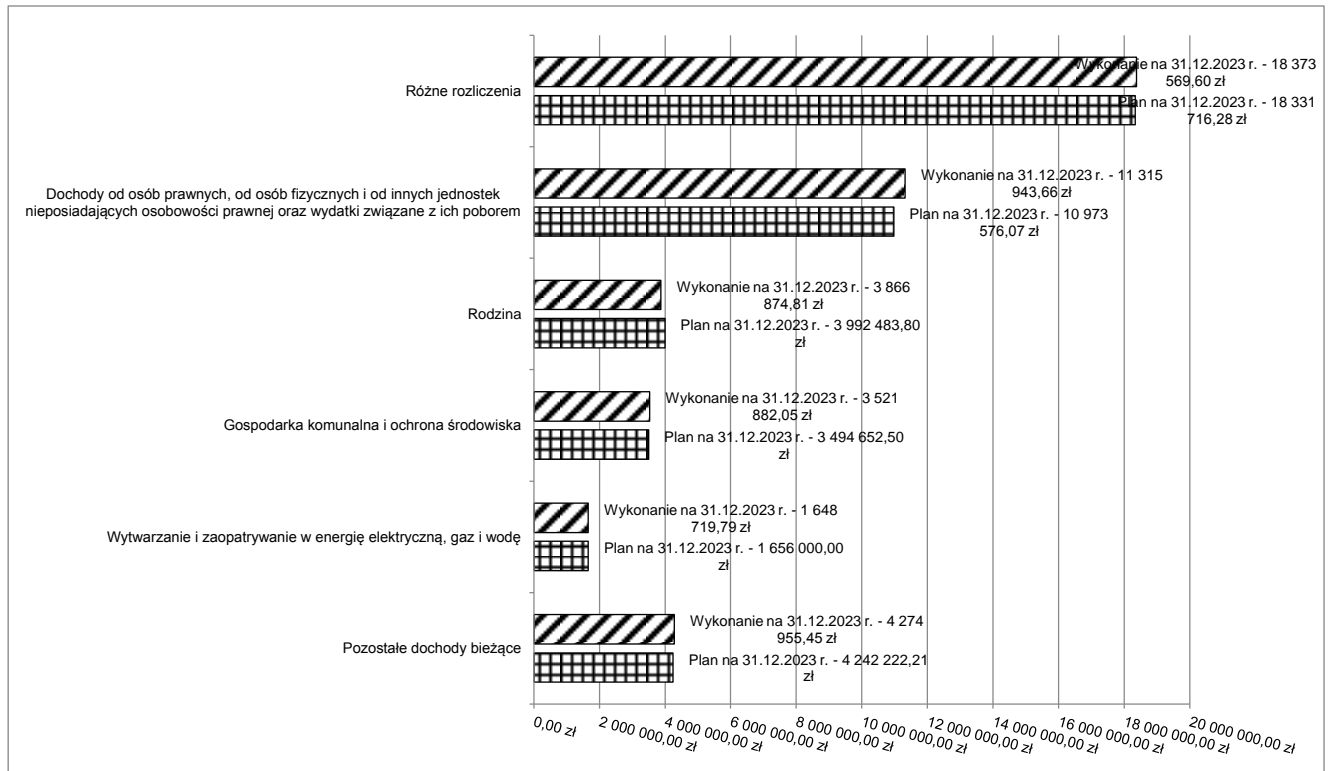 Różne rozliczenia
Wykonanie na 31.12.2023 r. - 18 373
569,60 zł
Plan na 31.12.2023 r. - 18 331
716,28 zł
Dochody od osób prawnych, od osób fizycznych i od innych jednostek
nieposiadających osobowości prawnej oraz wydatki związane z ich poborem
Wykonanie na 31.12.2023 r. - 11 315
943,66 zł
Plan na 31.12.2023 r. - 10 973
576,07 zł
Rodzina
Wykonanie na 31.12.2023 r. - 3 866
874,81 zł
Plan na 31.12.2023 r. - 3 992 483,80
zł
Gospodarka komunalna i ochrona środowiska
Wykonanie na 31.12.2023 r. - 3 521
882,05 zł
Plan na 31.12.2023 r. - 3 494 652,50
zł
Wytwarzanie i zaopatrywanie w energię elektryczną, gaz i wodę
Wykonanie na 31.12.2023 r. - 1 648
719,79 zł
Plan na 31.12.2023 r. - 1 656 000,00
zł
Pozostałe dochody bieżące
Wykonanie na 31.12.2023 r. - 4 274
955,45 zł
Plan na 31.12.2023 r. - 4 242 222,21
zł
0,00 zł
2 000 000,00 zł
4 000 000,00 zł
6 000 000,00 zł
8 000 000,00 zł
10 000 000,00 zł
12 000 000,00 zł
14 000 000,00 zł
16 000 000,00 zł
18 000 000,00 zł
20 000 000,00 zł